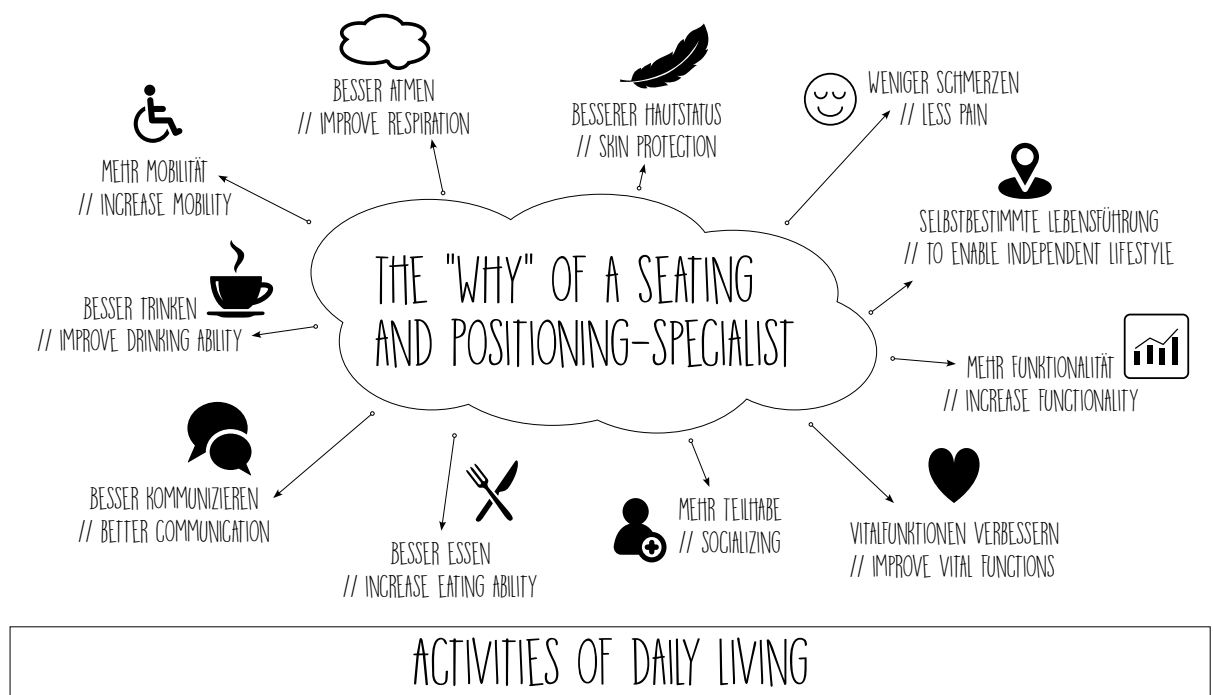 BESSER ATMEN
// IMPROVE RESPIRATION
BESSERER HAUTSTATUS
// SKIN PROTECTION
WENIGER SCHMERZEN
// LESS PAIN
MEHR MOBILITÄT
// INCREASE MOBILITY
SELBSTBESTIMMTE LEBENSFÜHRUNG
// TO ENABLE INDEPENDENT LIFESTYLE
THE "WHY" OF A SEATING
AND POSITIONING-SPECIALIST
BESSER TRINKEN
// IMPROVE DRINKING ABILITY
MEHR FUNKTIONALITÄT
// INCREASE FUNCTIONALITY
BESSER KOMMUNIZIEREN
// BETTER COMMUNICATION
BESSER ESSEN
// INCREASE EATING ABILITY
MEHR TEILHABE
// SOCIALIZING
VITALFUNKTIONEN VERBESSERN
// IMPROVE VITAL FUNCTIONS
ACTIVITIES OF DAILY LIVING